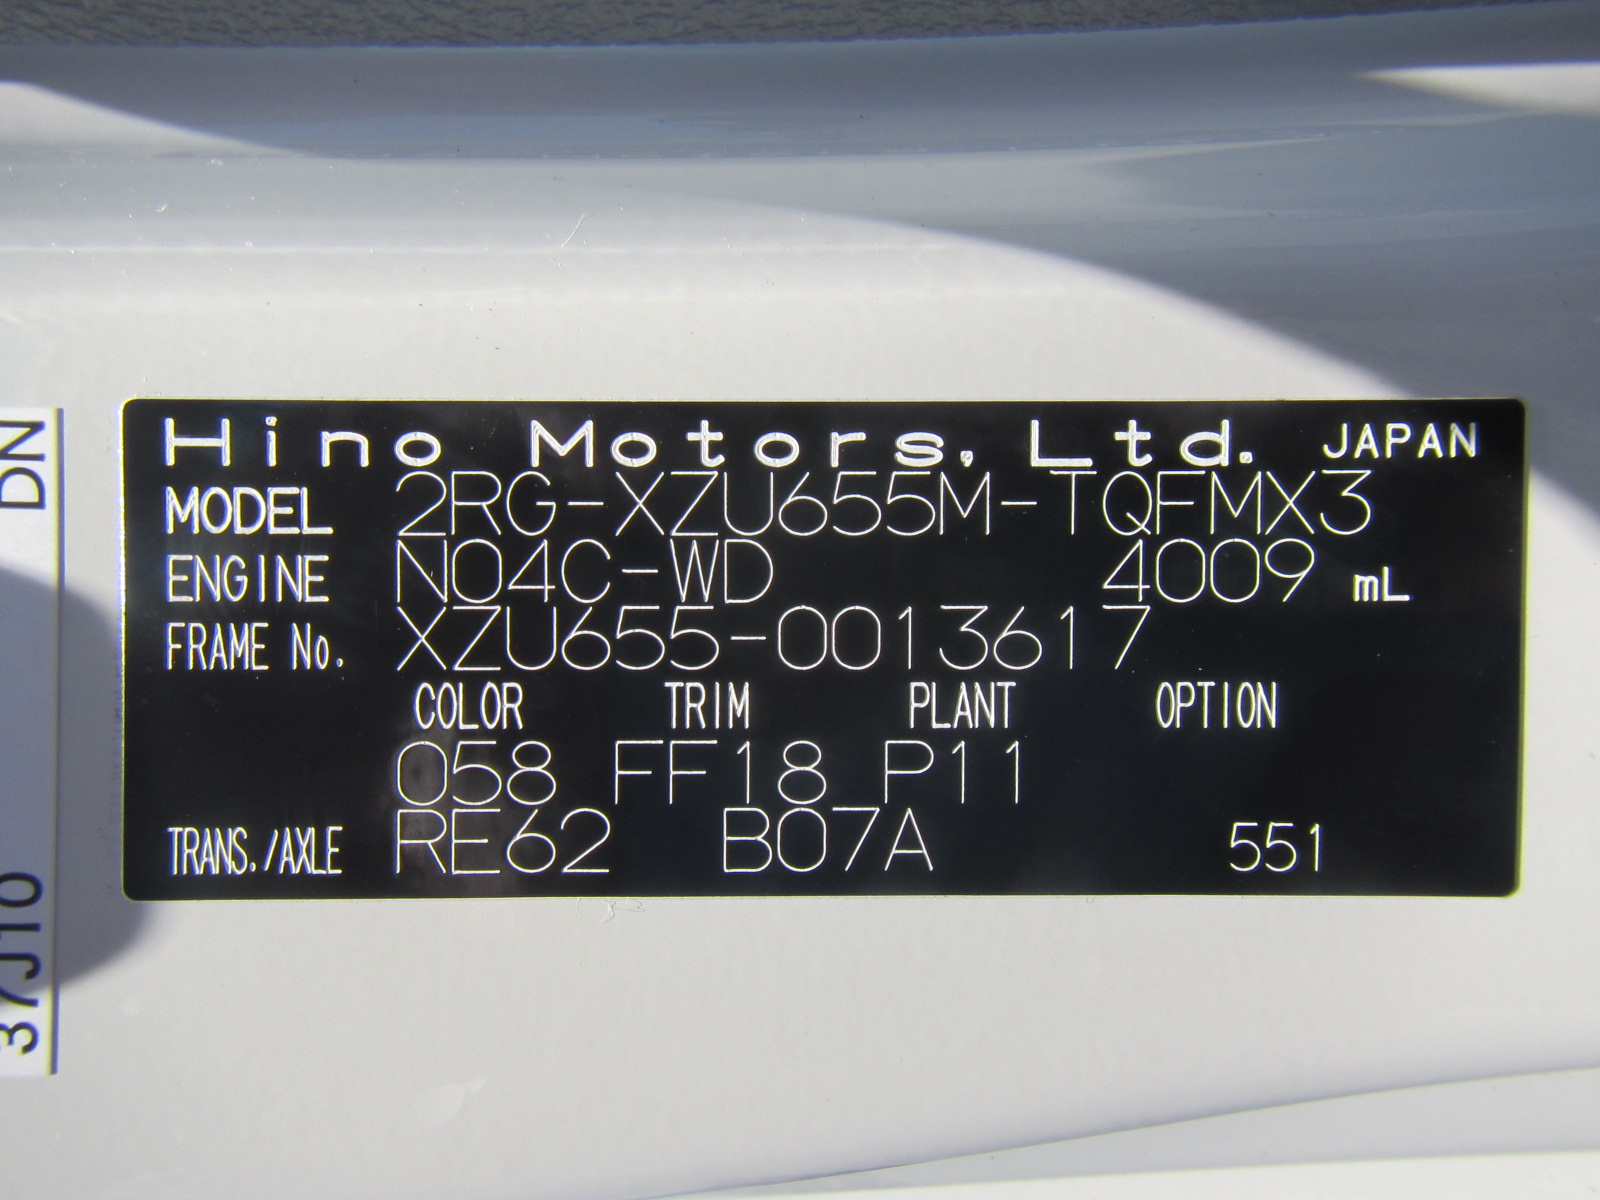 Hino Motors, Ltd. JAPAN
MODEL 2RG-XZU655M-TQFMX3
ENGINE N04C-WD 4009 mL
FRAME No. XZU655-0013617
COLOR TRIM PLANT OPTION
058 FF18 P11
TRANS./AXLE RE62 B07A 551
37J10 DN